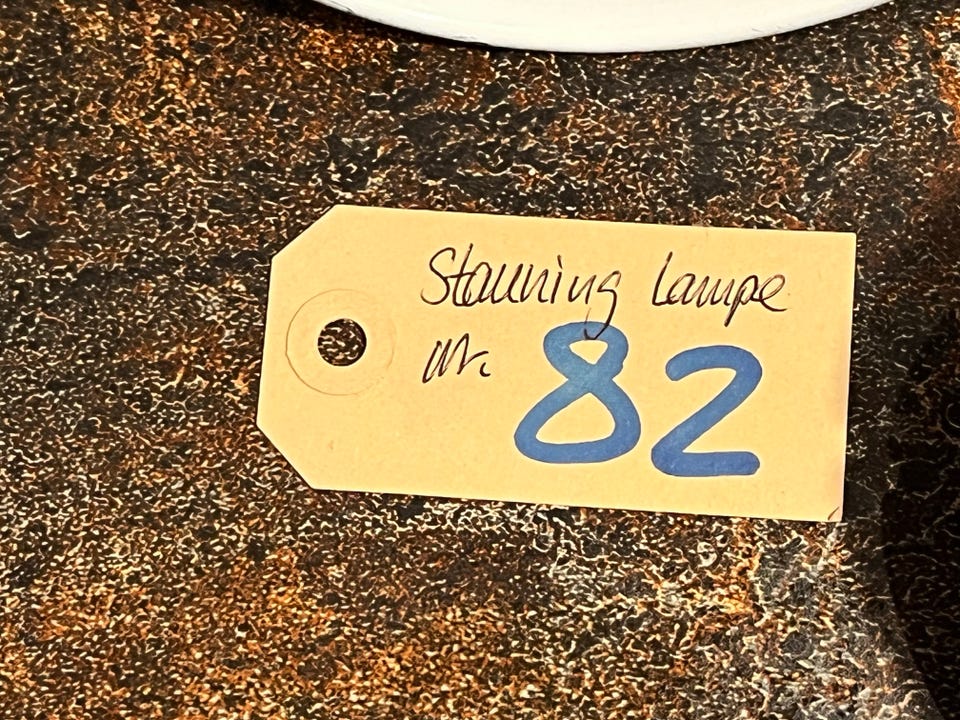 Stauning Lampe
nr. 82